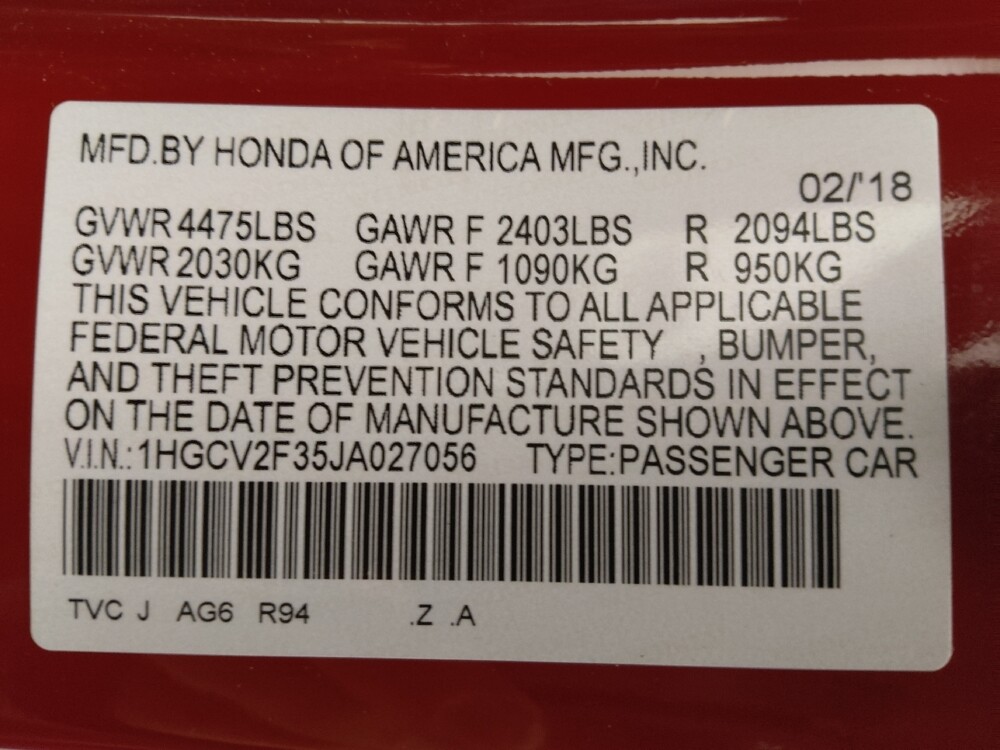 MFD.BY HONDA OF AMERICA MFG.,INC.
02/'18
GVWR 4475LBS GAWR F 2403LBS R 2094LBS
GVWR 2030KG GAWR F 1090KG R 950KG
THIS VEHICLE CONFORMS TO ALL APPLICABLE
FEDERAL MOTOR VEHICLE SAFETY , BUMPER,
AND THEFT PREVENTION STANDARDS IN EFFECT
ON THE DATE OF MANUFACTURE SHOWN ABOVE.
V.I.N.: 1HGCV2F35JA027056 TYPE:PASSENGER CAR
TVC J AG6 R94 .Z .A